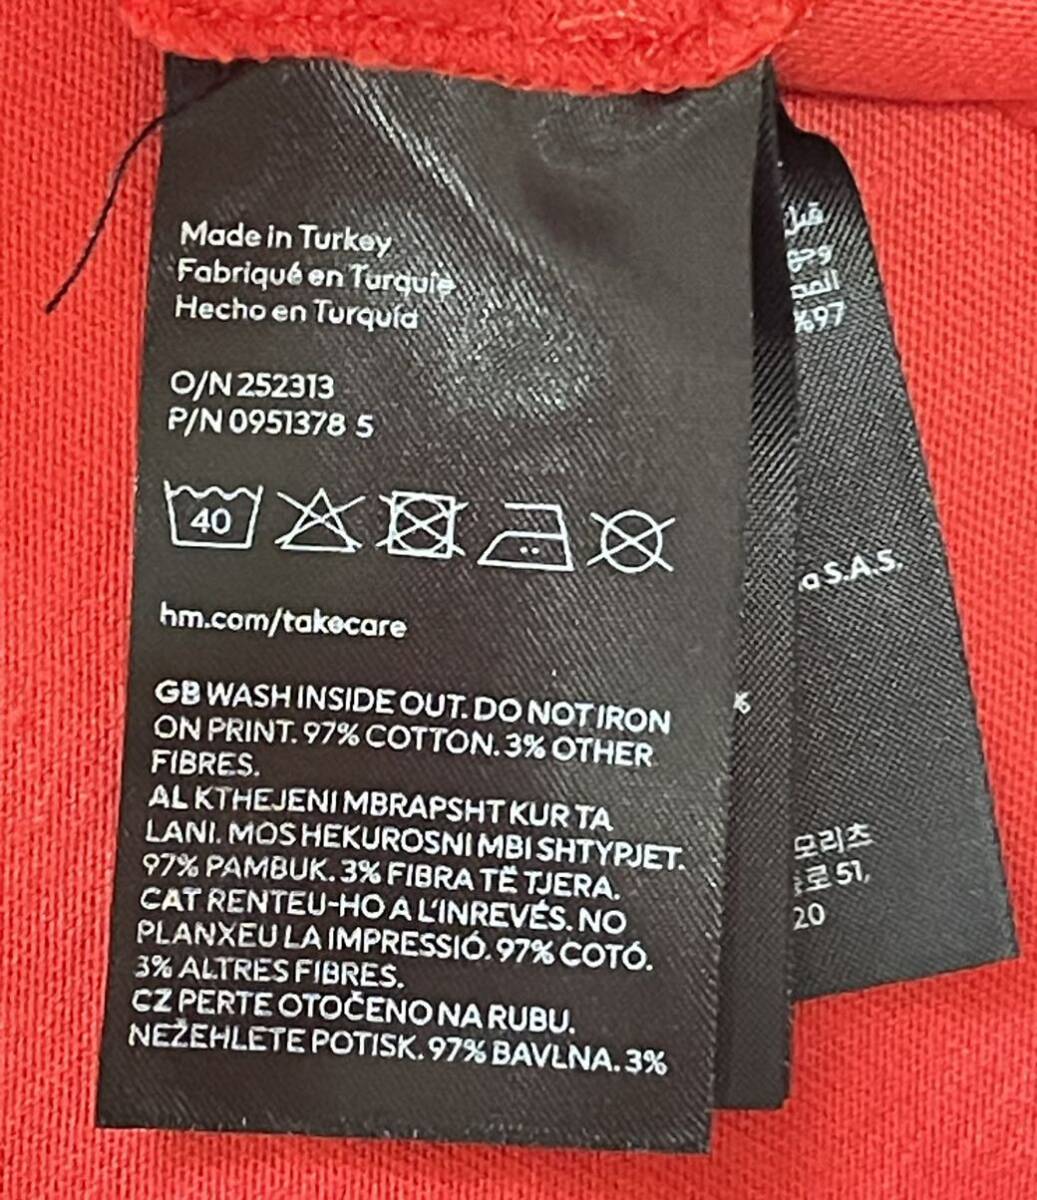 Made in Turkey
Fabriqué en Turquie
Hecho en Turquía
O/N 252313
P/N 0951378 5
40
hm.com/takecare
GB WASH INSIDE OUT. DO NOT IRON
ON PRINT. 97% COTTON. 3% OTHER
FIBRES.
AL KTHEJENI MBRAPSHT KUR TA
LANI. MOS HEKUROSNI MBI SHTYPJET.
97% PAMBUK. 3% FIBRA TË TJERA.
CAT RENTEU-HO A L'INREVÉS. NO
PLANXEU LA IMPRESSIÓ. 97% COTÓ.
3% ALTRES FIBRES.
CZ PERTE OTOČENO NA RUBU.
NEŽEHLETE POTISK. 97% BAVLNA. 3%
%
%97
a S.A.S.
모리츠
로 51,
20